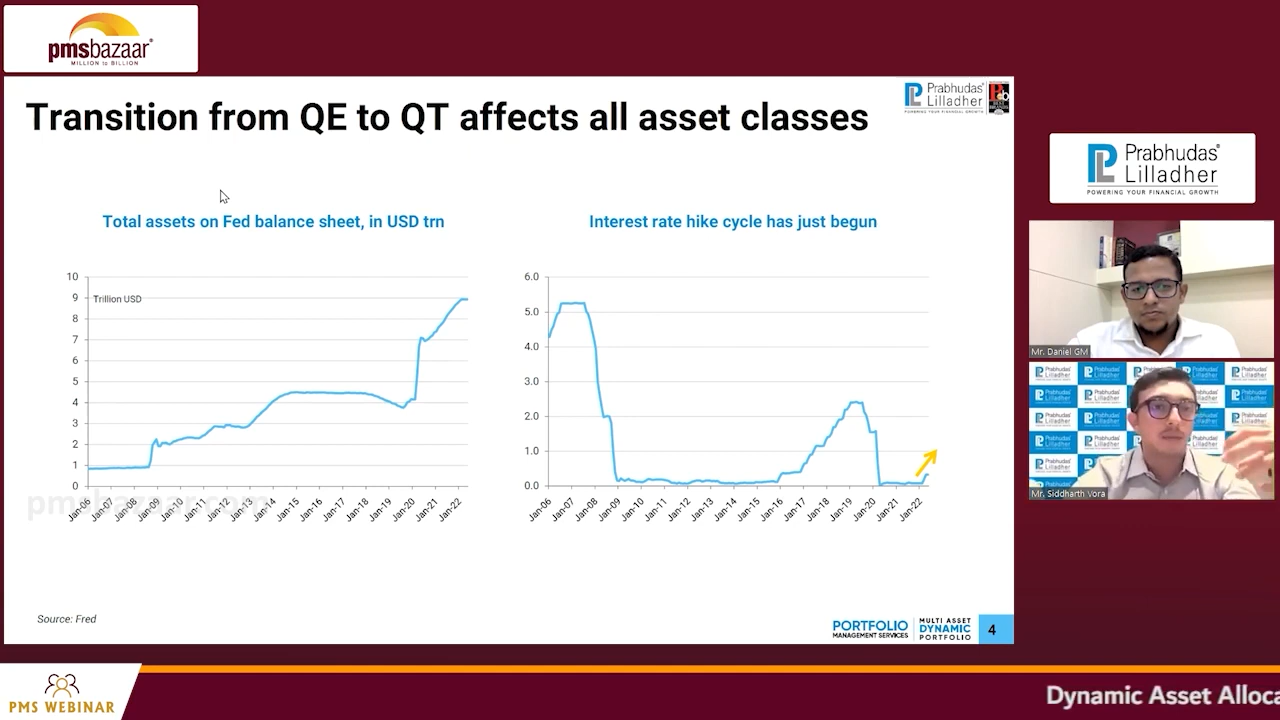 pmsbazaar
MILLION to BILLION
Transition from QE to QT affects all asset classes
Prabhudas Lilladher
POWERING YOUR FINANCIAL GROWTH
Total assets on Fed balance sheet, in USD trn
10
9
8
7
6
5
4
3
2
1
0
Trillion USD
Jan-06 Jan-07 Jan-08 Jan-09 Jan-10 Jan-11 Jan-12 Jan-13 Jan-14 Jan-15 Jan-16 Jan-17 Jan-18 Jan-19 Jan-20 Jan-21 Jan-22
Interest rate hike cycle has just begun
6.0
5.0
4.0
3.0
2.0
1.0
0.0
Jan-06 Jan-07 Jan-08 Jan-09 Jan-10 Jan-11 Jan-12 Jan-13 Jan-14 Jan-15 Jan-16 Jan-17 Jan-18 Jan-19 Jan-20 Jan-21 Jan-22
pmsbazaar.com
Source: Fred
PORTFOLIO
MANAGEMENT SERVICES
MULTI ASSET
DYNAMIC
PORTFOLIO
4
Prabhudas
Lilladher
POWERING YOUR FINANCIAL GROWTH
Mr. Daniel GM
Prabhudas
Lilladher
Mr. Siddharth Vora
PMS WEBINAR
Dynamic Asset Alloca